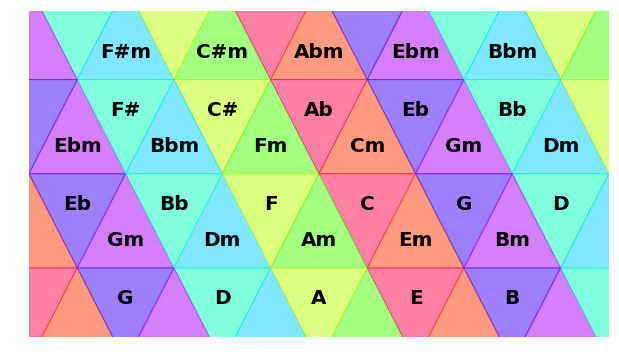 F#m C#m Abm Ebm Bbm
F# C# Ab Eb Bb
Ebm Bbm Fm Cm Gm Dm
Eb Bb F C G D
Gm Dm Am Em Bm
G D A E B